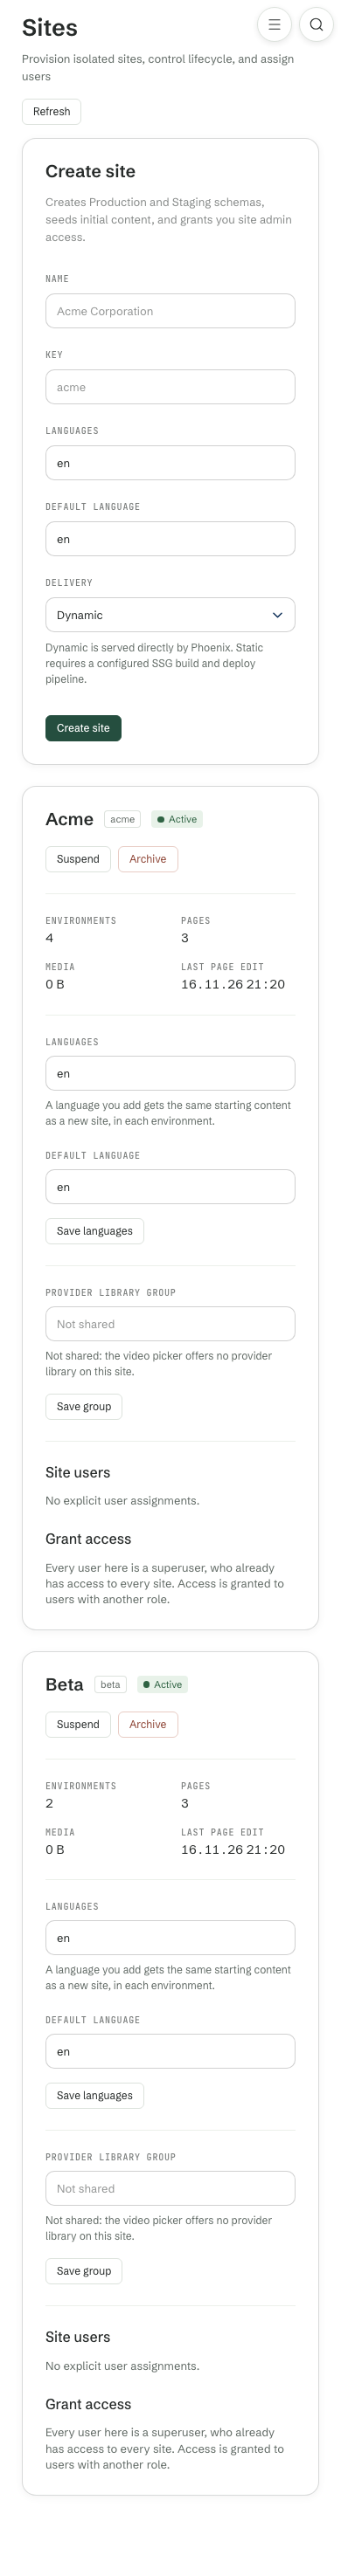 Sites
Provision isolated sites, control lifecycle, and assign
users
Refresh
Create site
Creates Production and Staging schemas,
seeds initial content, and grants you site admin
access.
NAME
Acme Corporation
KEY
acme
LANGUAGES
en
DEFAULT LANGUAGE
en
DELIVERY
Dynamic
Dynamic is served directly by Phoenix. Static
requires a configured SSG build and deploy
pipeline.
Create site
Acme acme Active
Suspend Archive
ENVIRONMENTS PAGES
4 3
MEDIA LAST PAGE EDIT
0 B 16.11.26 21:20
LANGUAGES
en
A language you add gets the same starting content
as a new site, in each environment.
DEFAULT LANGUAGE
en
Save languages
PROVIDER LIBRARY GROUP
Not shared
Not shared: the video picker offers no provider
library on this site.
Save group
Site users
No explicit user assignments.
Grant access
Every user here is a superuser, who already
has access to every site. Access is granted to
users with another role.
Beta beta Active
Suspend Archive
ENVIRONMENTS PAGES
2 3
MEDIA LAST PAGE EDIT
0 B 16.11.26 21:20
LANGUAGES
en
A language you add gets the same starting content
as a new site, in each environment.
DEFAULT LANGUAGE
en
Save languages
PROVIDER LIBRARY GROUP
Not shared
Not shared: the video picker offers no provider
library on this site.
Save group
Site users
No explicit user assignments.
Grant access
Every user here is a superuser, who already
has access to every site. Access is granted to
users with another role.